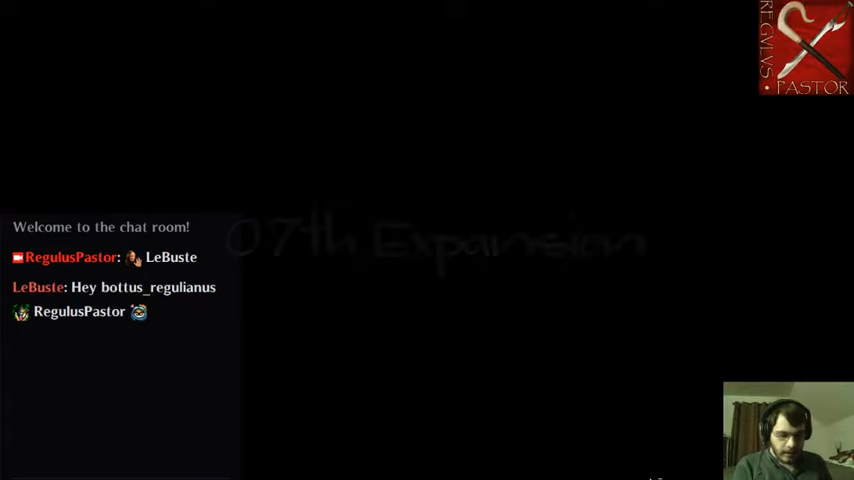 REGVLVS
• PASTOR
07th Expansion
Welcome to the chat room!
RegulusPastor: LeBuste
LeBuste: Hey bottus_regulianus
RegulusPastor